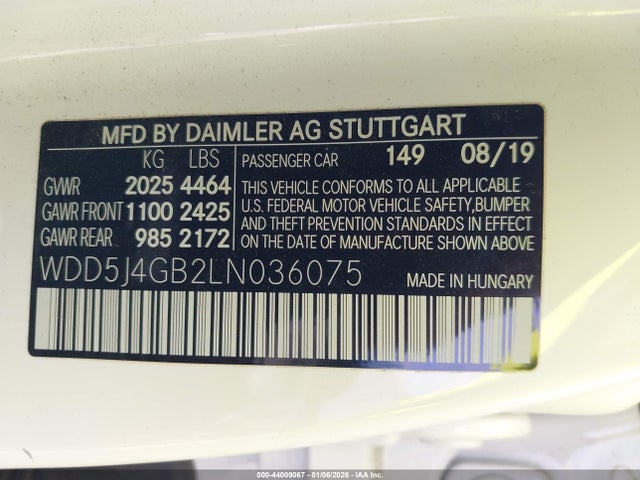 MFD BY DAIMLER AG STUTTGART
KG LBS
PASSENGER CAR 149 08/19
GVWR 2025 4464
GAWR FRONT 1100 2425
GAWR REAR 985 2172
THIS VEHICLE CONFORMS TO ALL APPLICABLE
U.S. FEDERAL MOTOR VEHICLE SAFETY,BUMPER
AND THEFT PREVENTION STANDARDS IN EFFECT
ON THE DATE OF MANUFACTURE SHOWN ABOVE.
WDD5J4GB2LN036075
MADE IN HUNGARY
000-44009067 - 01/06/2026 - IAA Inc.